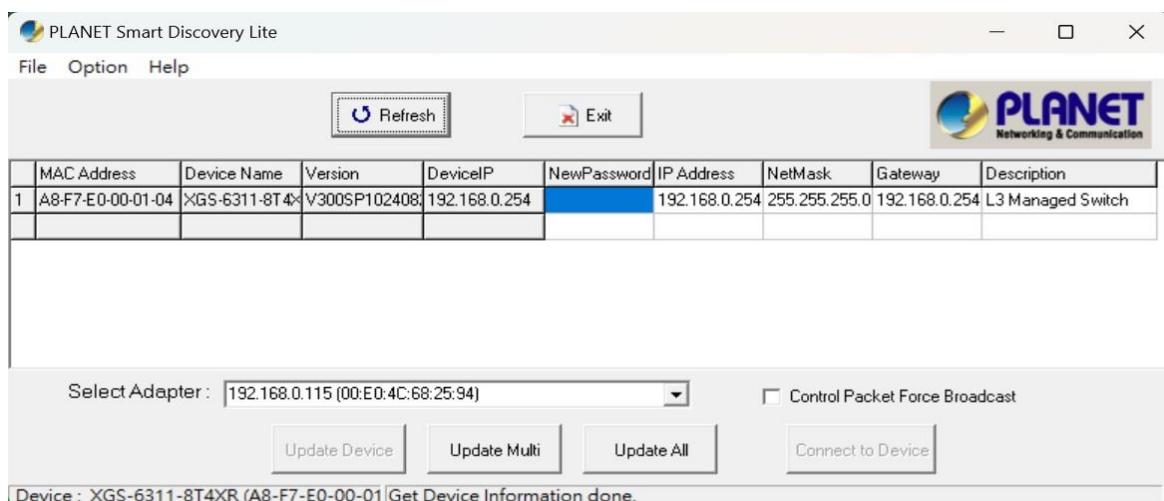 PLANET Smart Discovery Lite
File Option Help
Refresh Exit
PLANET
Networking & Communication
MAC Address Device Name Version DeviceIP NewPassword IP Address NetMask Gateway Description
1 A8-F7-E0-00-01-04 XGS-6311-8T4X V300SP102408 192.168.0.254 192.168.0.254 255.255.255.0 192.168.0.254 L3 Managed Switch
Select Adapter : 192.168.0.115 (00:E0:4C:68:25:94) Control Packet Force Broadcast
Update Device Update Multi Update All Connect to Device
Device : XGS-6311-8T4XR (A8-F7-E0-00-01 Get Device Information done.